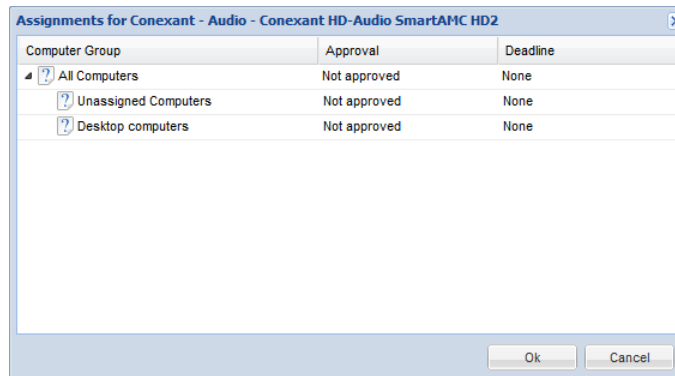 Assignments for Conexant - Audio - Conexant HD-Audio SmartAMC HD2
Computer Group Approval Deadline
All Computers Not approved None
Unassigned Computers Not approved None
Desktop computers Not approved None
Ok Cancel